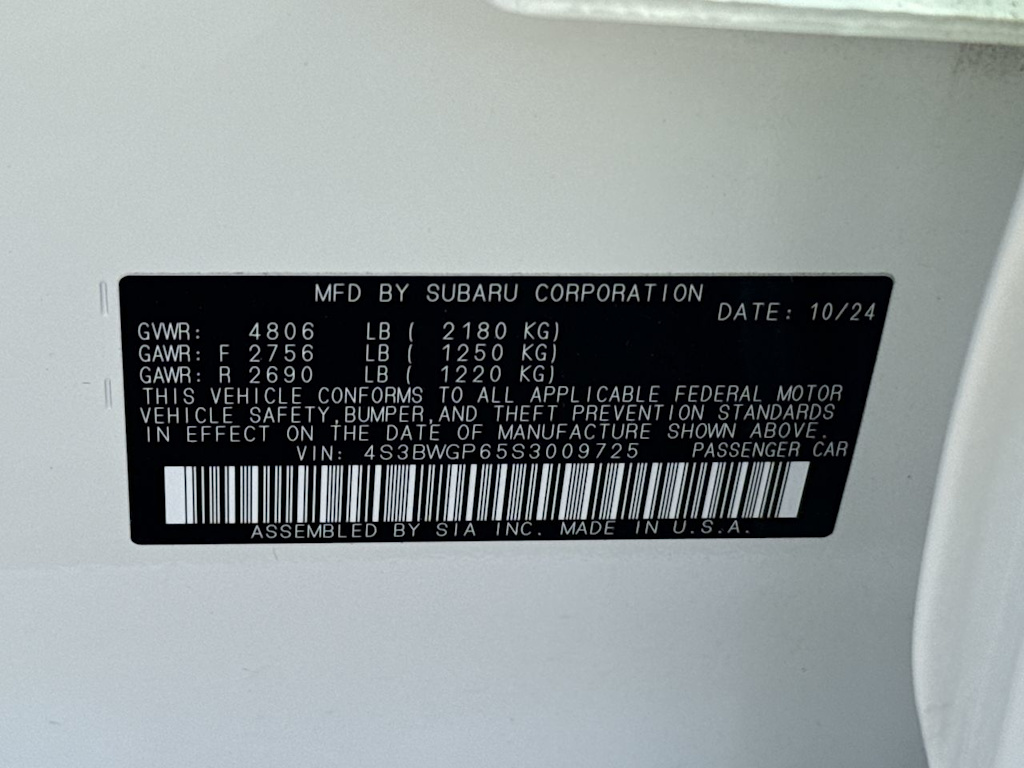 MFD BY SUBARU CORPORATION
DATE: 10/24
GVWR: 4806 LB ( 2180 KG)
GAWR: F 2756 LB ( 1250 KG)
GAWR: R 2690 LB ( 1220 KG)
THIS VEHICLE CONFORMS TO ALL APPLICABLE FEDERAL MOTOR
VEHICLE SAFETY,BUMPER,AND THEFT PREVENTION STANDARDS
IN EFFECT ON THE DATE OF MANUFACTURE SHOWN ABOVE.
VIN: 4S3BWGP65S3009725 PASSENGER CAR
ASSEMBLED BY SIA INC. MADE IN U.S.A.